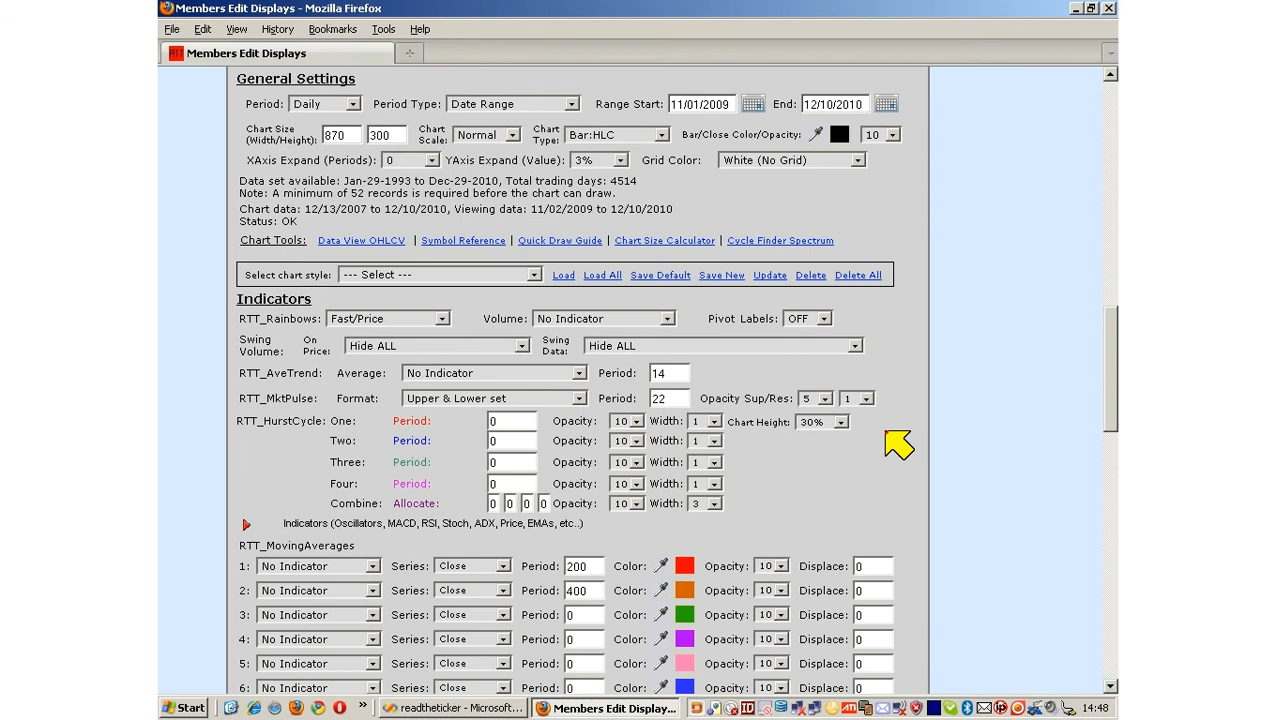 Members Edit Displays - Mozilla Firefox
File Edit View History Bookmarks Tools Help
RTT Members Edit Displays
General Settings
Period: Daily Period Type: Date Range Range Start: 11/01/2009 End: 12/10/2010
Chart Size (Width/Height): 870 300 Chart Scale: Normal Chart Type: Bar:HLC Bar/Close Color/Opacity: 10
XAxis Expand (Periods): 0 YAxis Expand (Value): 3% Grid Color: White (No Grid)
Data set available: Jan-29-1993 to Dec-29-2010, Total trading days: 4514
Note: A minimum of 52 records is required before the chart can draw.
Chart data: 12/13/2007 to 12/10/2010, Viewing data: 11/02/2009 to 12/10/2010
Status: OK
Chart Tools: Data View OHLCV | Symbol Reference | Quick Draw Guide | Chart Size Calculator | Cycle Finder Spectrum
Select chart style: --- Select --- Load Load All Save Default Save New Update Delete Delete All
Indicators
RTT_Rainbows: Fast/Price Volume: No Indicator Pivot Labels: OFF
Swing Volume: On Price: Hide ALL Swing Data: Hide ALL
RTT_AveTrend: Average: No Indicator Period: 14
RTT_MktPulse: Format: Upper & Lower set Period: 22 Opacity Sup/Res: 5 1
RTT_HurstCycle: One: Period: 0 Opacity: 10 Width: 1 Chart Height: 30%
Two: Period: 0 Opacity: 10 Width: 1
Three: Period: 0 Opacity: 10 Width: 1
Four: Period: 0 Opacity: 10 Width: 1
Combine: Allocate: 0 0 0 0 Opacity: 10 Width: 3
Indicators (Oscillators, MACD, RSI, Stoch, ADX, Price, EMAs, etc..)
RTT_MovingAverages
1: No Indicator Series: Close Period: 200 Color: Opacity: 10 Displace: 0
2: No Indicator Series: Close Period: 400 Color: Opacity: 10 Displace: 0
3: No Indicator Series: Close Period: 0 Color: Opacity: 10 Displace: 0
4: No Indicator Series: Close Period: 0 Color: Opacity: 10 Displace: 0
5: No Indicator Series: Close Period: 0 Color: Opacity: 10 Displace: 0
6: No Indicator Series: Close Period: 0 Color: Opacity: 10 Displace: 0
Start » readtheticker - Microsoft... Members Edit Display... 14:48